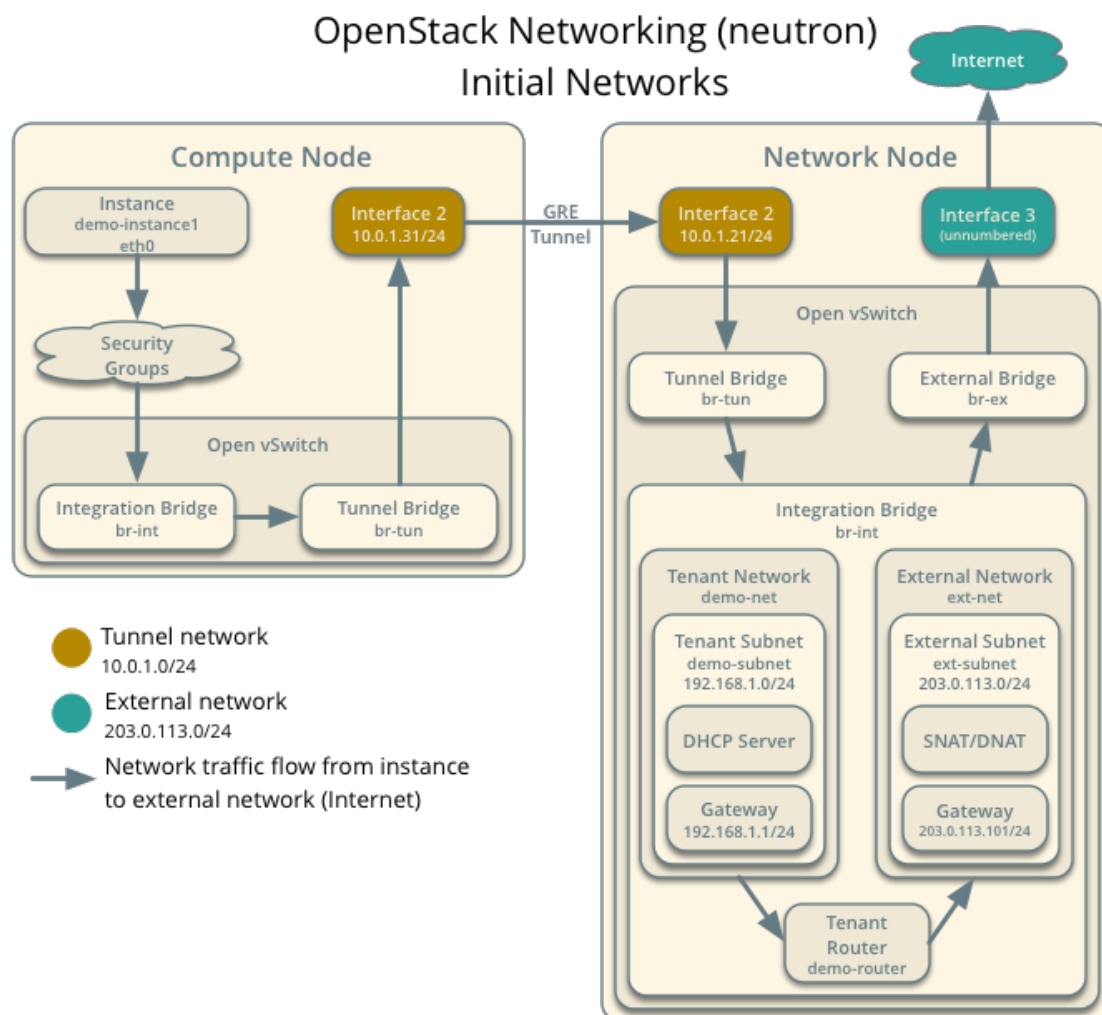 OpenStack Networking (neutron)
Initial Networks
Internet
Compute Node
Instance
demo-instance1
eth0
Interface 2
10.0.1.31/24
Security
Groups
Open vSwitch
Integration Bridge
br-int
Tunnel Bridge
br-tun
GRE
Tunnel
Network Node
Interface 2
10.0.1.21/24
Interface 3
(unnumbered)
Open vSwitch
Tunnel Bridge
br-tun
External Bridge
br-ex
Integration Bridge
br-int
Tenant Network
demo-net
Tenant Subnet
demo-subnet
192.168.1.0/24
DHCP Server
Gateway
192.168.1.1/24
External Network
ext-net
External Subnet
ext-subnet
203.0.113.0/24
SNAT/DNAT
Gateway
203.0.113.101/24
Tenant
Router
demo-router
Tunnel network
10.0.1.0/24
External network
203.0.113.0/24
Network traffic flow from instance
to external network (Internet)